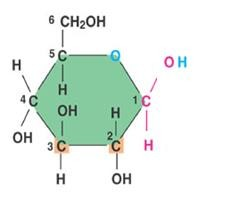 6 CH₂OH
5 C O OH
H H
4 C OH H 1 C
OH 3 C 2 C H
H OH